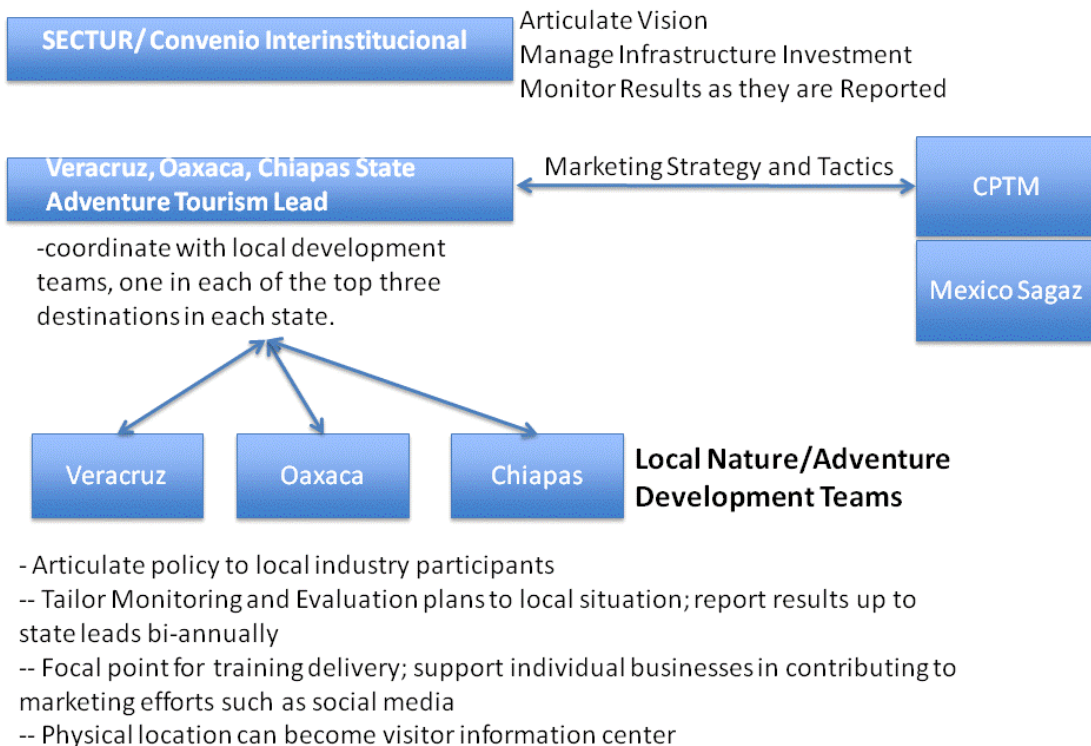 SECTUR/ Convenio Interinstitucional
Articulate Vision
Manage Infrastructure Investment
Monitor Results as they are Reported
Veracruz, Oaxaca, Chiapas State
Adventure Tourism Lead
Marketing Strategy and Tactics
CPTM
Mexico Sagaz
-coordinate with local development
teams, one in each of the top three
destinations in each state.
Veracruz
Oaxaca
Chiapas
Local Nature/Adventure
Development Teams
- Articulate policy to local industry participants
-- Tailor Monitoring and Evaluation plans to local situation; report results up to
state leads bi-annually
-- Focal point for training delivery; support individual businesses in contributing to
marketing efforts such as social media
-- Physical location can become visitor information center